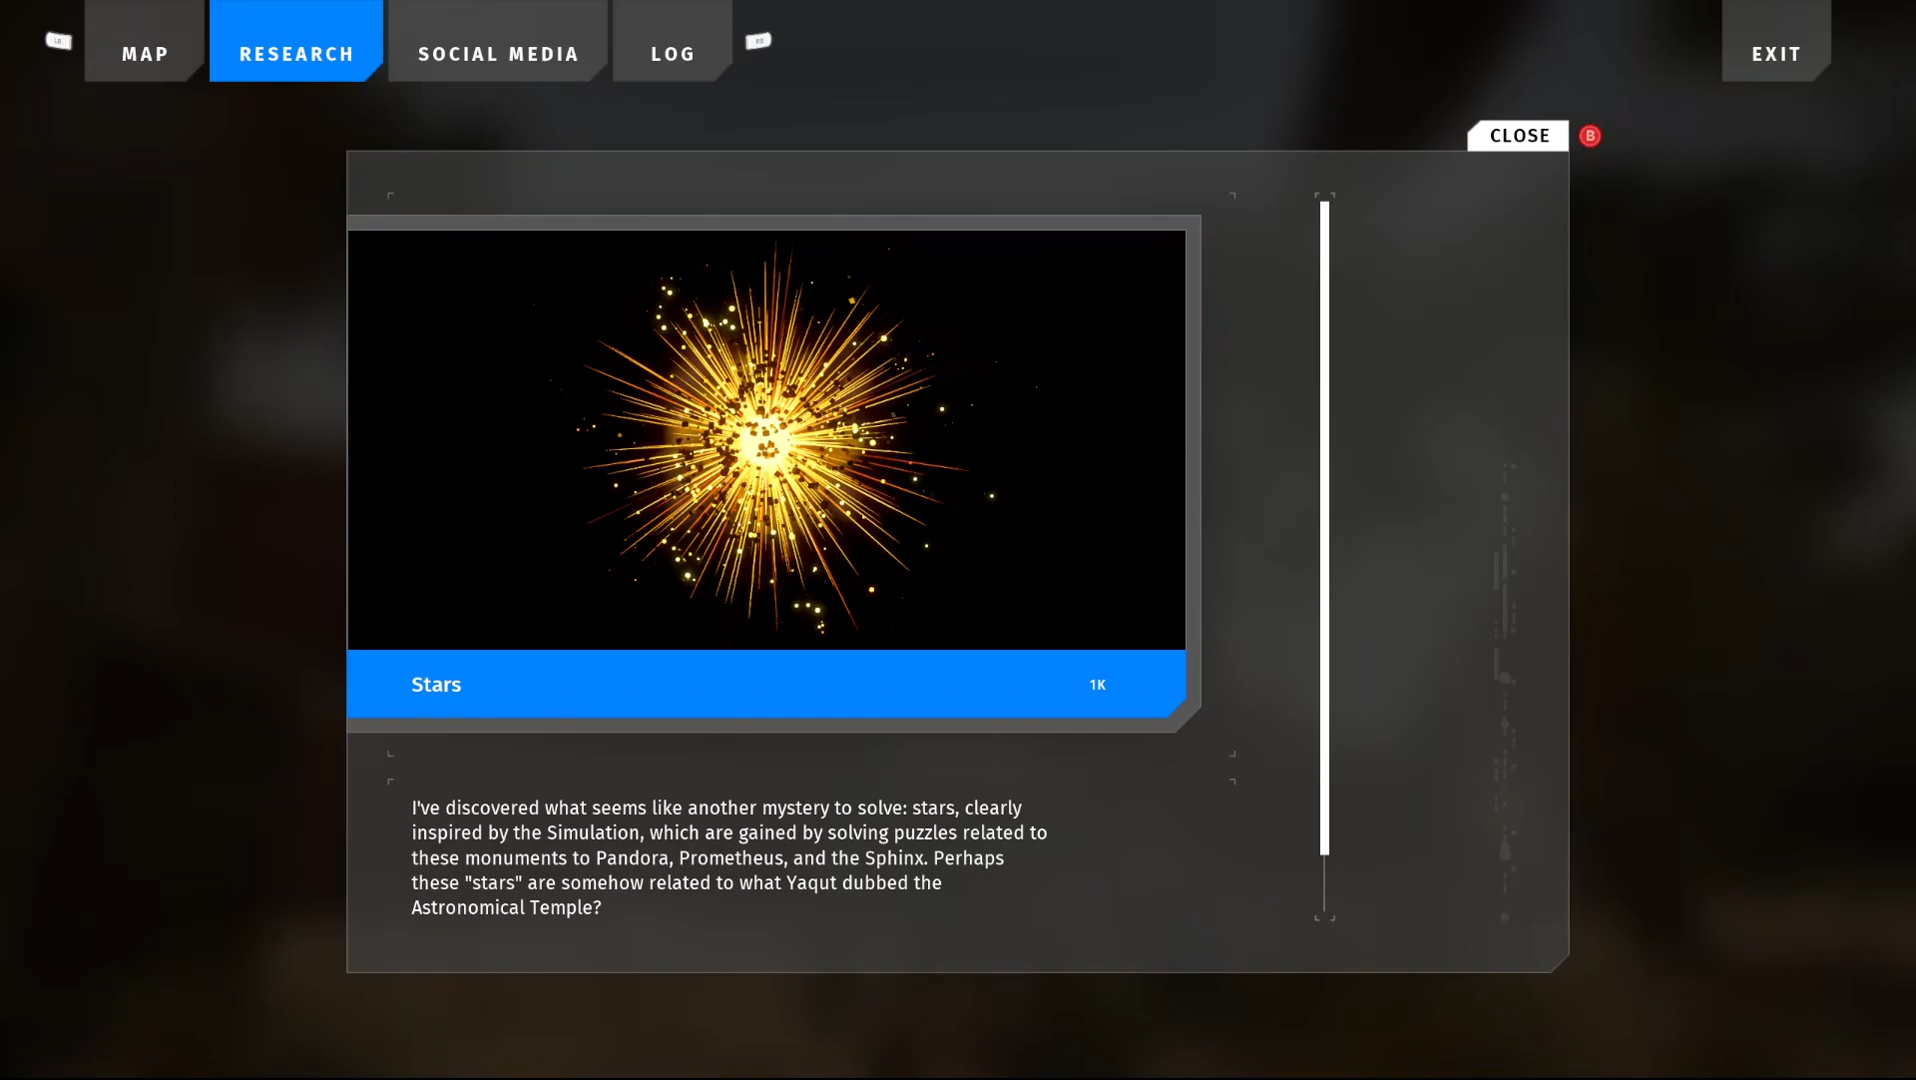 LB
MAP
RESEARCH
SOCIAL MEDIA
LOG
RB
EXIT
CLOSE
B
Stars
1K
I've discovered what seems like another mystery to solve: stars, clearly
inspired by the Simulation, which are gained by solving puzzles related to
these monuments to Pandora, Prometheus, and the Sphinx. Perhaps
these "stars" are somehow related to what Yaqut dubbed the
Astronomical Temple?